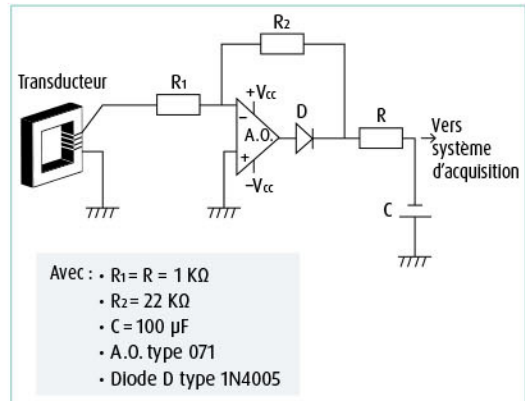 R2
Transducteur
R1
+Vcc
D
R
−
A.O.
+
−Vcc
Vers
système
d'acquisition
C
Avec : • R1= R = 1 KΩ
• R2= 22 KΩ
• C= 100 µF
• A.O. type 071
• Diode D type 1N4005